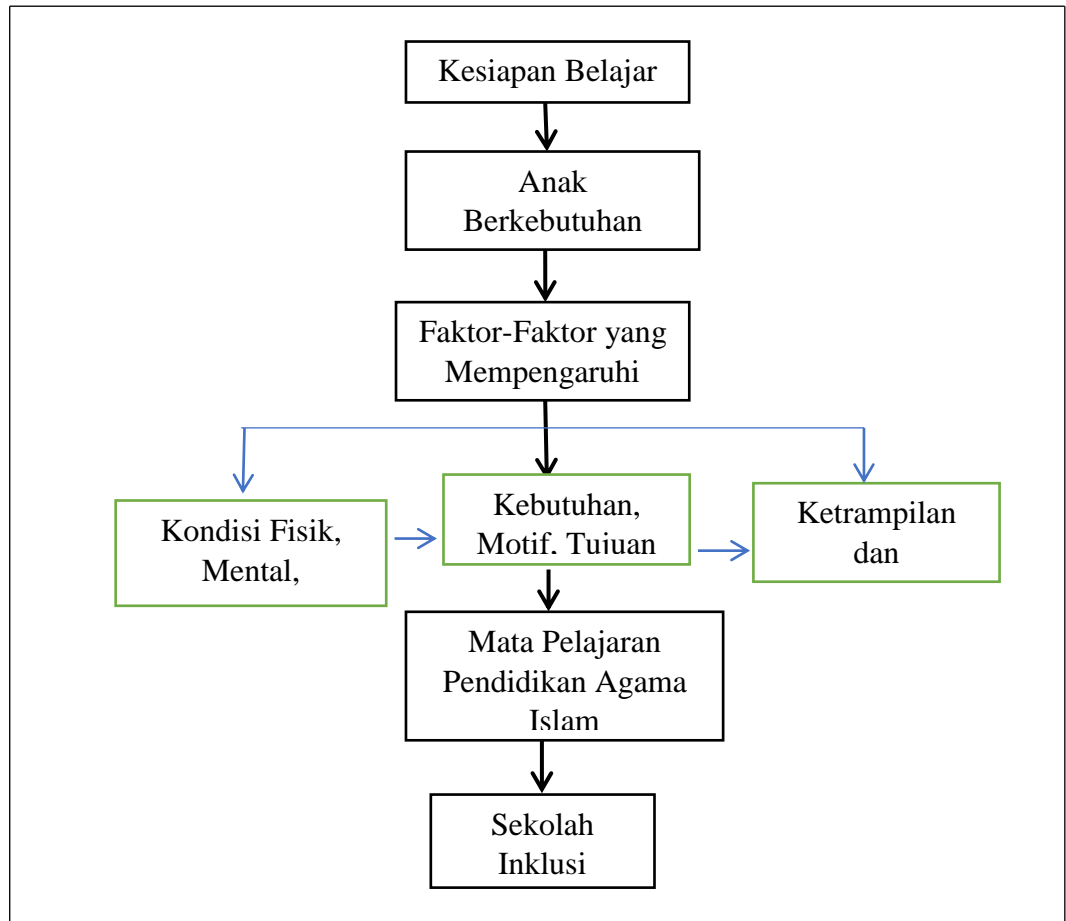 Kesiapan Belajar
Anak
Berkebutuhan
Faktor-Faktor yang
Mempengaruhi
Kondisi Fisik,
Mental,
Kebutuhan,
Motif, Tujuan
Ketrampilan
dan
Mata Pelajaran
Pendidikan Agama
Islam
Sekolah
Inklusi